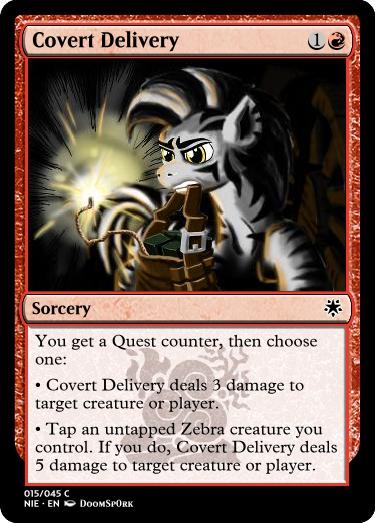 Covert Delivery 1
Sorcery
You get a Quest counter, then choose
one:
• Covert Delivery deals 3 damage to
target creature or player.
• Tap an untapped Zebra creature you
control. If you do, Covert Delivery deals
5 damage to target creature or player.
015/045 C
NIE • EN DoomSp0rk